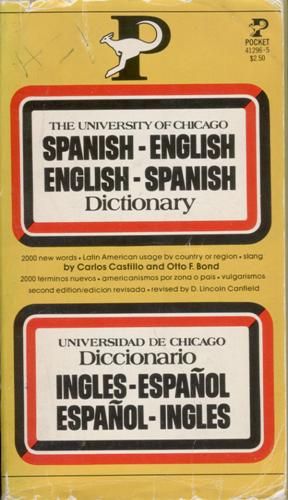 P
P
POCKET
41296-5
$2.50
THE UNIVERSITY OF CHICAGO
SPANISH-ENGLISH
ENGLISH-SPANISH
Dictionary
2000 new words • Latin American usage by country or region • slang
by Carlos Castillo and Otto F. Bond
2000 términos nuevos • americanismos por zona o país • vulgarismos
second edition/edicion revisada • revised by D. Lincoln Canfield
UNIVERSIDAD DE CHICAGO
Diccionario
INGLES-ESPAÑOL
ESPAÑOL-INGLES